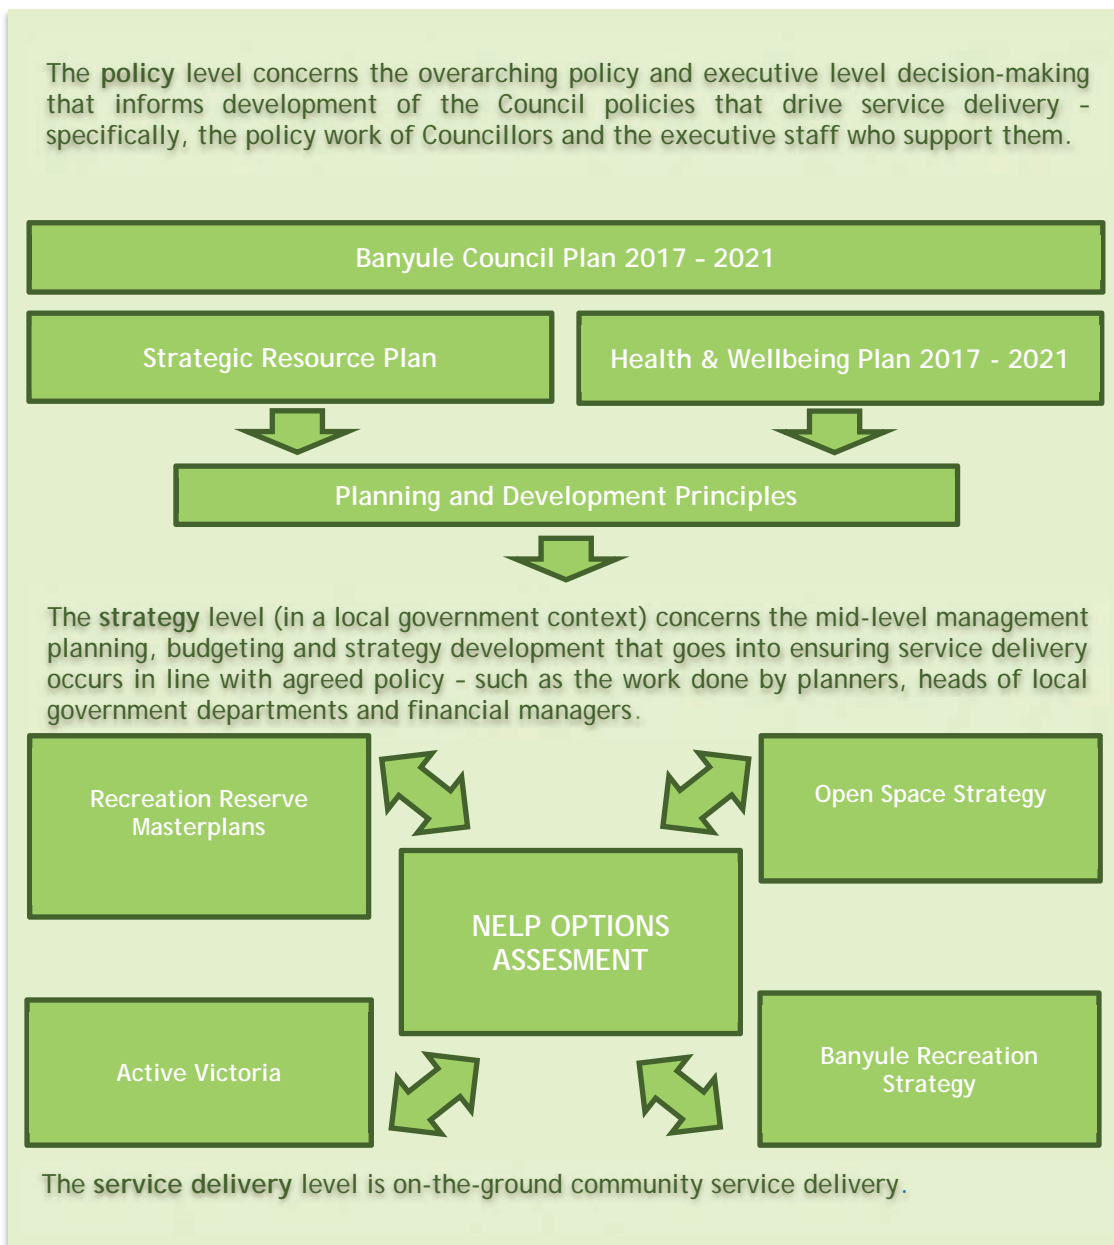 The policy level concerns the overarching policy and executive level decision-making
that informs development of the Council policies that drive service delivery –
specifically, the policy work of Councillors and the executive staff who support them.
Banyule Council Plan 2017 – 2021
Strategic Resource Plan
Health & Wellbeing Plan 2017 - 2021
Planning and Development Principles
The strategy level (in a local government context) concerns the mid-level management
planning, budgeting and strategy development that goes into ensuring service delivery
occurs in line with agreed policy – such as the work done by planners, heads of local
government departments and financial managers.
Recreation Reserve
Masterplans
Open Space Strategy
NELP OPTIONS
ASSESMENT
Active Victoria
Banyule Recreation
Strategy
The service delivery level is on-the-ground community service delivery.